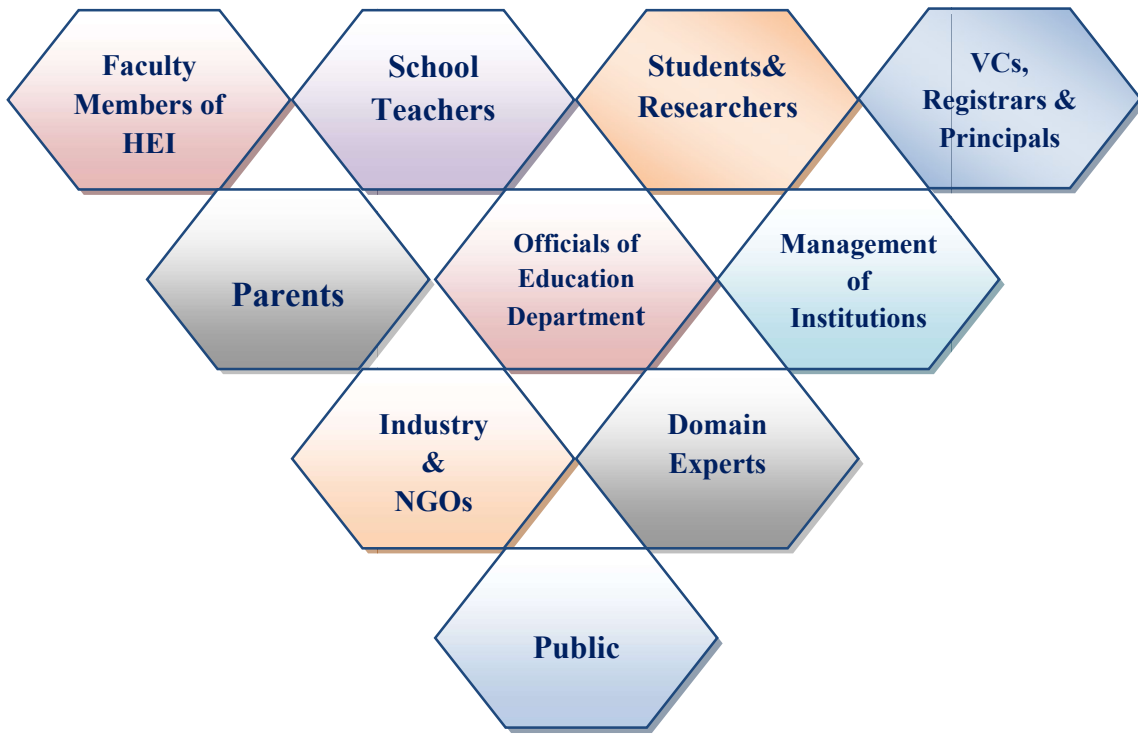 Faculty
Members of
HEI
School
Teachers
Students&
Researchers
VCs,
Registrars &
Principals
Parents
Officials of
Education
Department
Management
of
Institutions
Industry
&
NGOs
Domain
Experts
Public